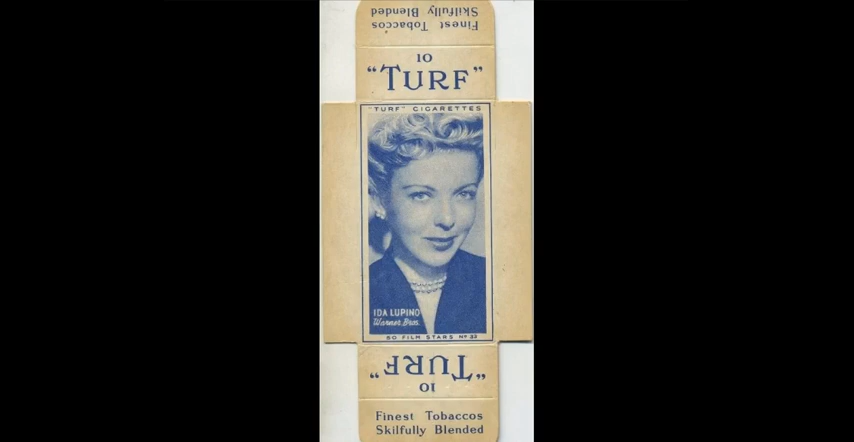 Finest Tobaccos
Skilfully Blended
10
"TURF"
"TURF" CIGARETTES
IDA LUPINO
Warner Bros.
50 FILM STARS Nº 33
"TURF"
10
Finest Tobaccos
Skilfully Blended